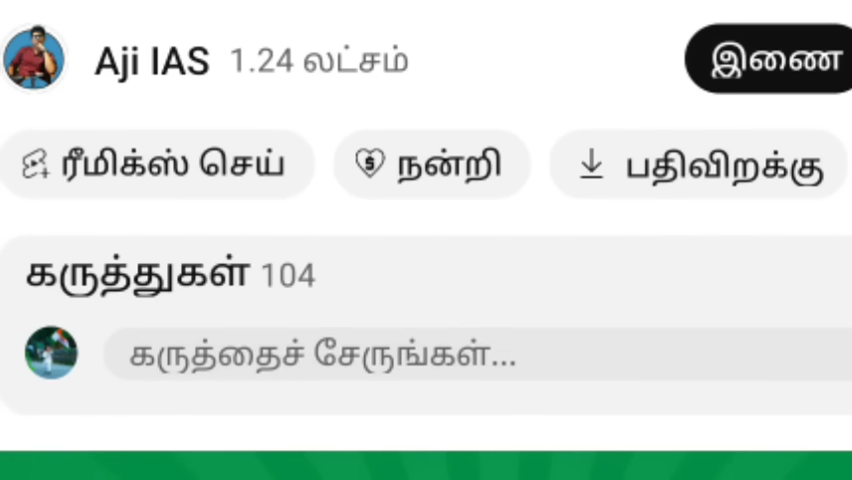 Aji IAS 1.24 லட்சம் இணை
ரீமிக்ஸ் செய் நன்றி பதிவிறக்கு
கருத்துகள் 104
கருத்தைச் சேருங்கள்...